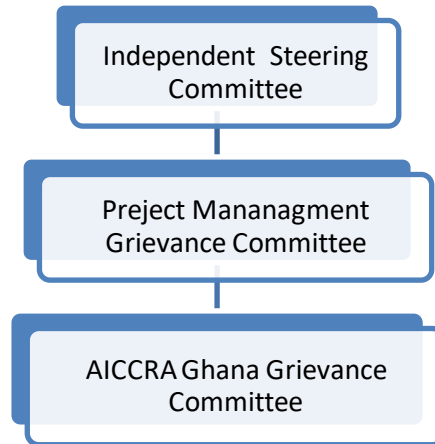 Independent Steering
Committee
Preject Mananagment
Grievance Committee
AICCRA Ghana Grievance
Committee